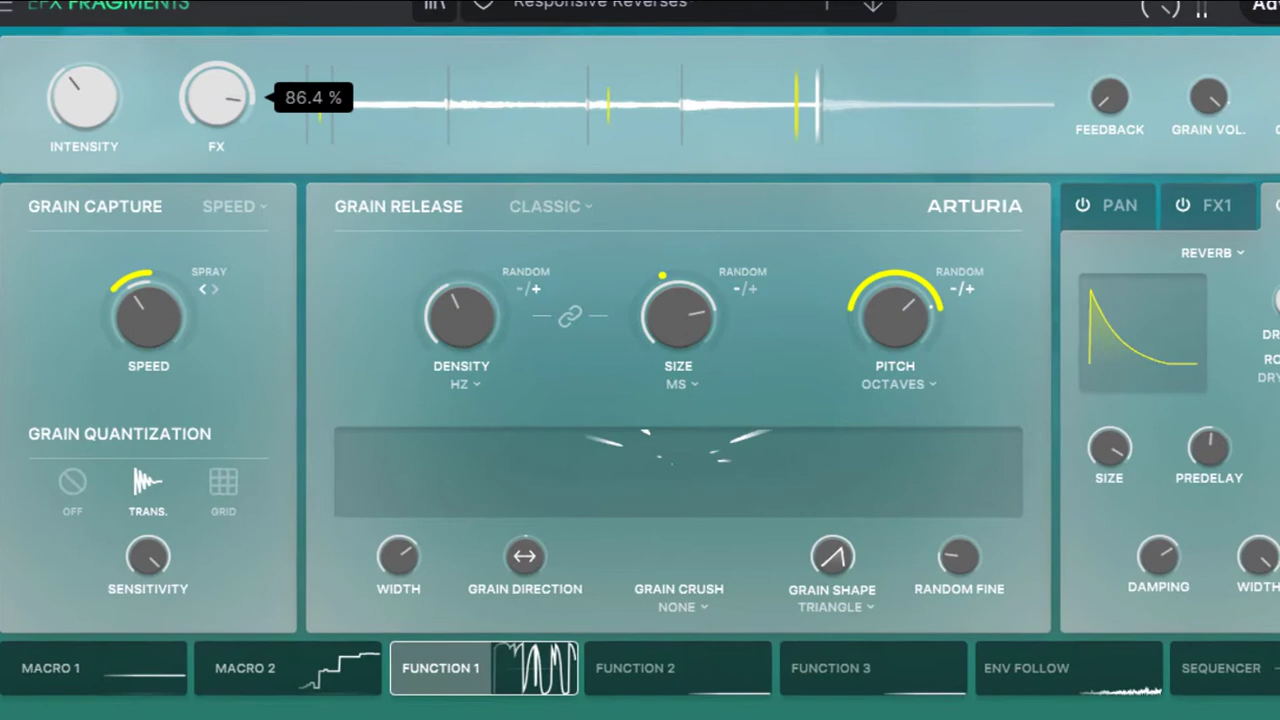 EFX FRAGMENTS
Responsive Reverses*
86.4 %
INTENSITY
FX
FEEDBACK
GRAIN VOL.
GRAIN CAPTURE
SPEED
GRAIN RELEASE
CLASSIC
ARTURIA
PAN
FX1
REVERB
SPRAY
SPEED
RANDOM
-/+
DENSITY
HZ
RANDOM
-/+
SIZE
MS
RANDOM
-/+
PITCH
OCTAVES
GRAIN QUANTIZATION
OFF
TRANS.
GRID
SENSITIVITY
WIDTH
GRAIN DIRECTION
GRAIN CRUSH
NONE
GRAIN SHAPE
TRIANGLE
RANDOM FINE
SIZE
PREDELAY
DAMPING
WIDTH
MACRO 1
MACRO 2
FUNCTION 1
FUNCTION 2
FUNCTION 3
ENV FOLLOW
SEQUENCER